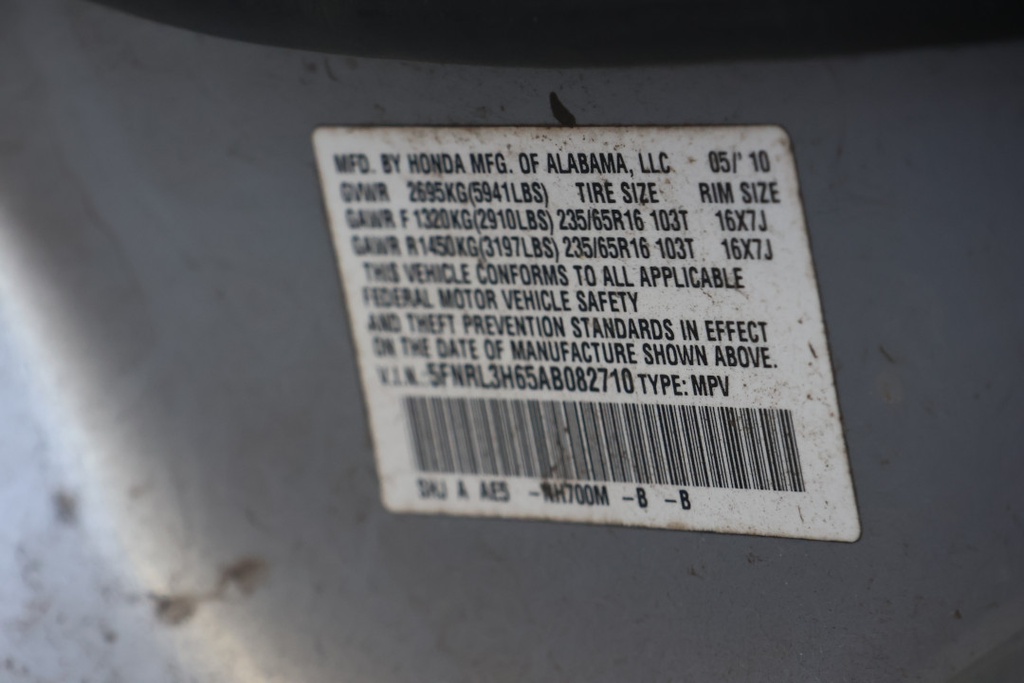 MFD. BY HONDA MFG. OF ALABAMA, LLC 05/' 10
GVWR 2695KG(5941LBS) TIRE SIZE RIM SIZE
GAWR F 1320KG(2910LBS) 235/65R16 103T 16X7J
GAWR R1450KG(3197LBS) 235/65R16 103T 16X7J
THIS VEHICLE CONFORMS TO ALL APPLICABLE
FEDERAL MOTOR VEHICLE SAFETY
AND THEFT PREVENTION STANDARDS IN EFFECT
ON THE DATE OF MANUFACTURE SHOWN ABOVE.
V.I.N.:5FNRL3H65AB082710 TYPE: MPV
SHJ A AE5 -NH700M -B -B